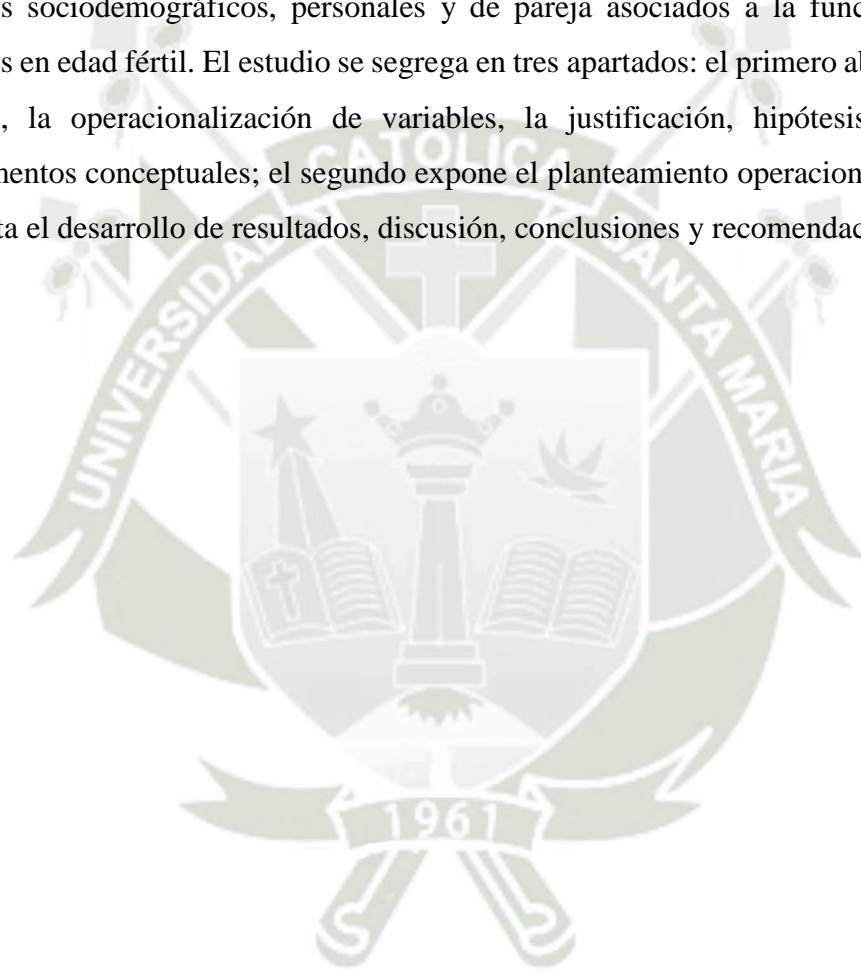 s sociodemográficos, personales y de pareja asociados a la func
s en edad fértil. El estudio se segrega en tres apartados: el primero ab
, la operacionalización de variables, la justificación, hipótesis
mentos conceptuales; el segundo expone el planteamiento operacion
ta el desarrollo de resultados, discusión, conclusiones y recomendac
UNIVERSIDAD CATOLICA SANTA MARIA
1961